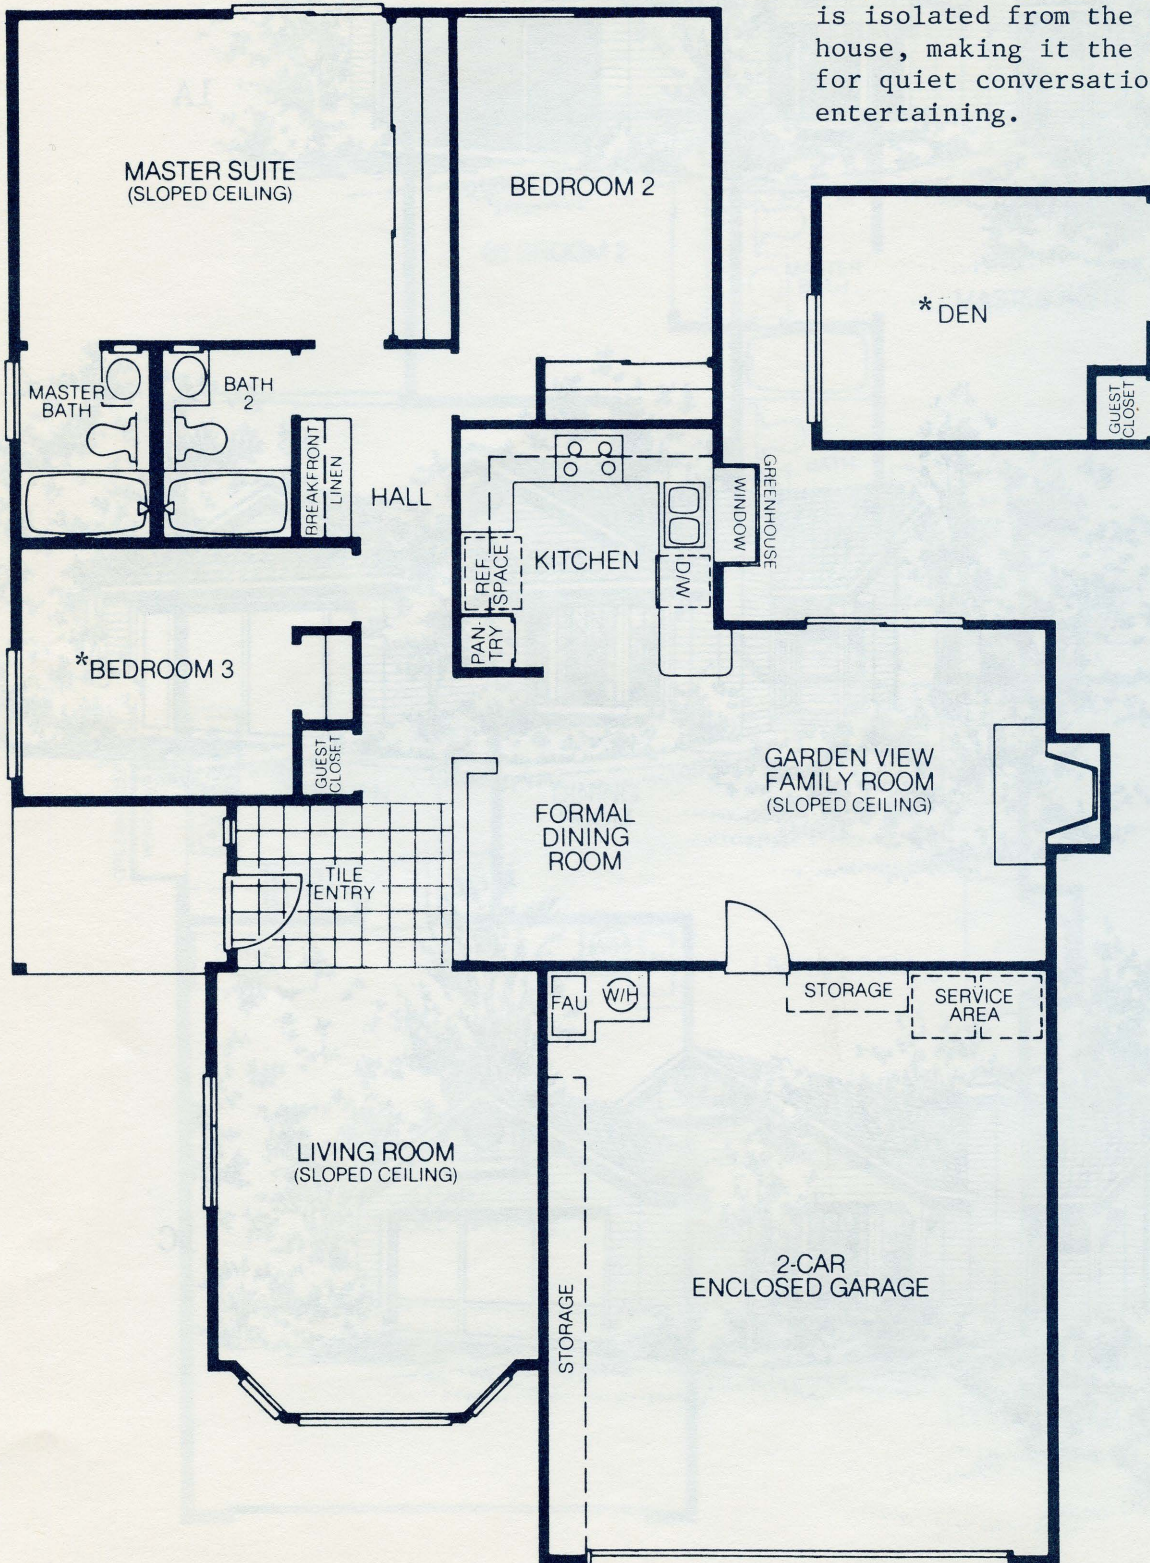 is isolated from the
house, making it the
for quiet conversatio
entertaining.
MASTER SUITE
(SLOPED CEILING)
BEDROOM 2
* DEN
GUEST
CLOSET
MASTER
BATH
BATH
2
BREAKFRONT
LINEN
HALL
KITCHEN
REF.
SPACE
PAN-
TRY
D/W
WINDOW
GREENHOUSE
*BEDROOM 3
GUEST
CLOSET
GARDEN VIEW
FAMILY ROOM
(SLOPED CEILING)
FORMAL
DINING
ROOM
TILE
ENTRY
FAU
W/H
STORAGE
SERVICE
AREA
LIVING ROOM
(SLOPED CEILING)
STORAGE
2-CAR
ENCLOSED GARAGE